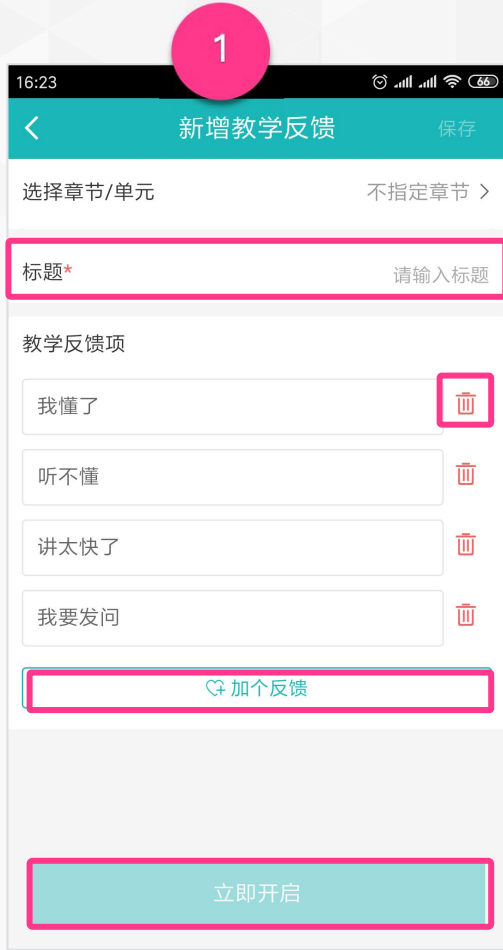 1
16:23
66
新增教学反馈
保存
选择章节/单元
不指定章节
标题*
请输入标题
教学反馈项
我懂了
听不懂
讲太快了
我要发问
加个反馈
立即开启